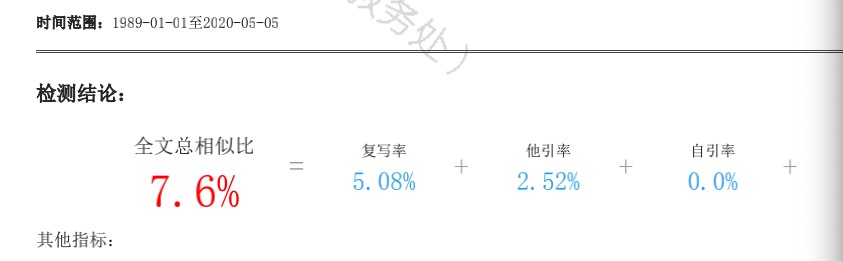 时间范围：1989-01-01至2020-05-05
务处）
检测结论：
全文总相似比 = 复写率 + 他引率 + 自引率 +
7.6% 5.08% 2.52% 0.0%
其他指标：